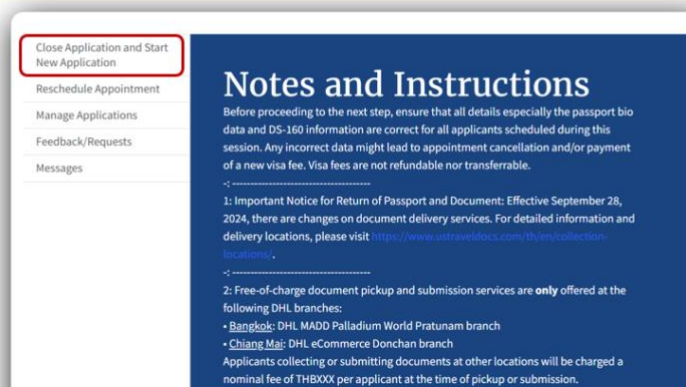 Close Application and Start
New Application
Reschedule Appointment
Manage Applications
Feedback/Requests
Messages
Notes and Instructions
Before proceeding to the next step, ensure that all details especially the passport bio
data and DS-160 information are correct for all applicants scheduled during this
session. Any incorrect data might lead to appointment cancellation and/or payment
of a new visa fee. Visa fees are not refundable nor transferrable.
-: --------------------------------------
1: Important Notice for Return of Passport and Document: Effective September 28,
2024, there are changes on document delivery services. For detailed information and
delivery locations, please visit https://www.ustraveldocs.com/th/en/collection-
locations/.
-: --------------------------------------
2: Free-of-charge document pickup and submission services are only offered at the
following DHL branches:
• Bangkok: DHL MADD Palladium World Pratunam branch
• Chiang Mai: DHL eCommerce Donchan branch
Applicants collecting or submitting documents at other locations will be charged a
nominal fee of THBXXX per applicant at the time of pickup or submission.